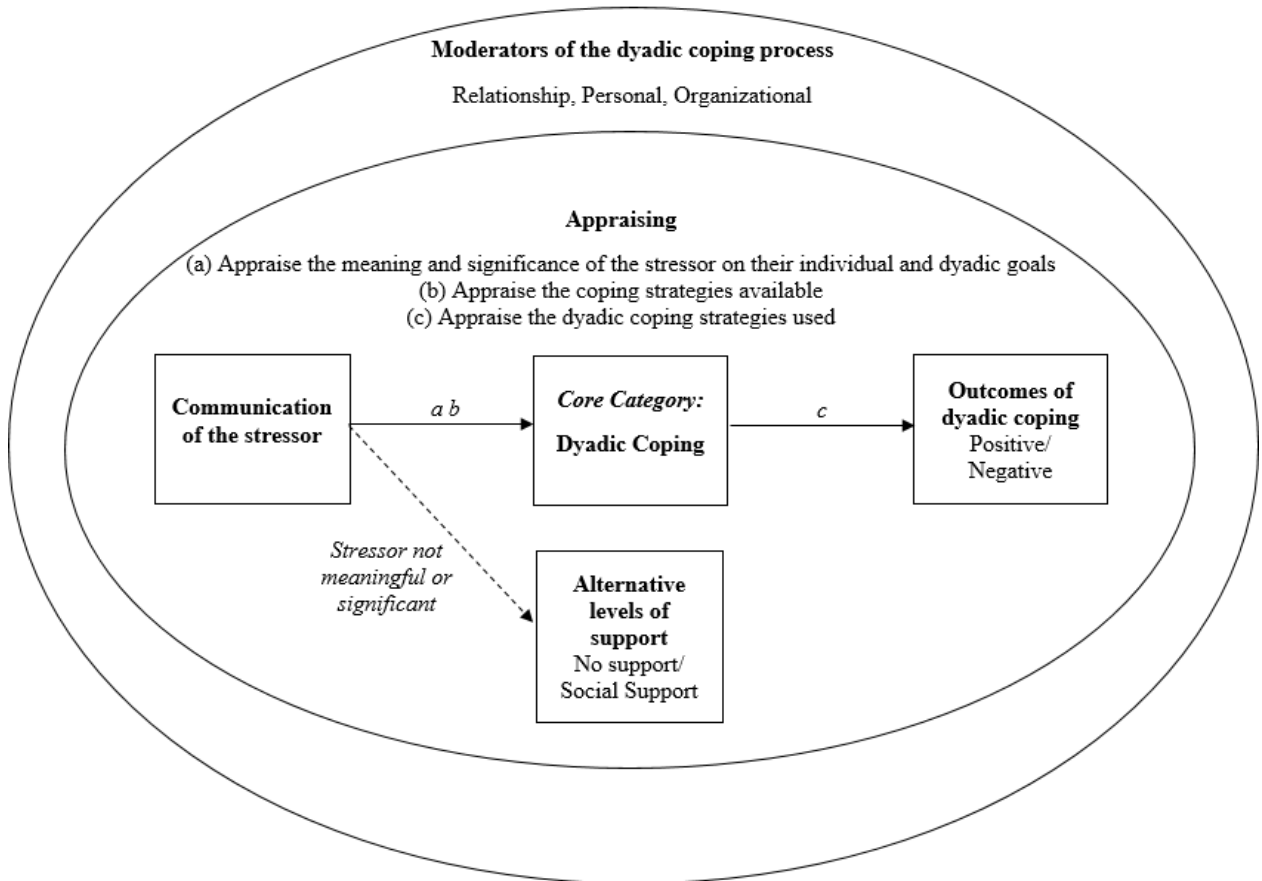 Moderators of the dyadic coping process
Relationship, Personal, Organizational
Appraising
(a) Appraise the meaning and significance of the stressor on their individual and dyadic goals
(b) Appraise the coping strategies available
(c) Appraise the dyadic coping strategies used
Communication
of the stressor
a b
Core Category:
Dyadic Coping
c
Outcomes of
dyadic coping
Positive/
Negative
Stressor not
meaningful or
significant
Alternative
levels of
support
No support/
Social Support